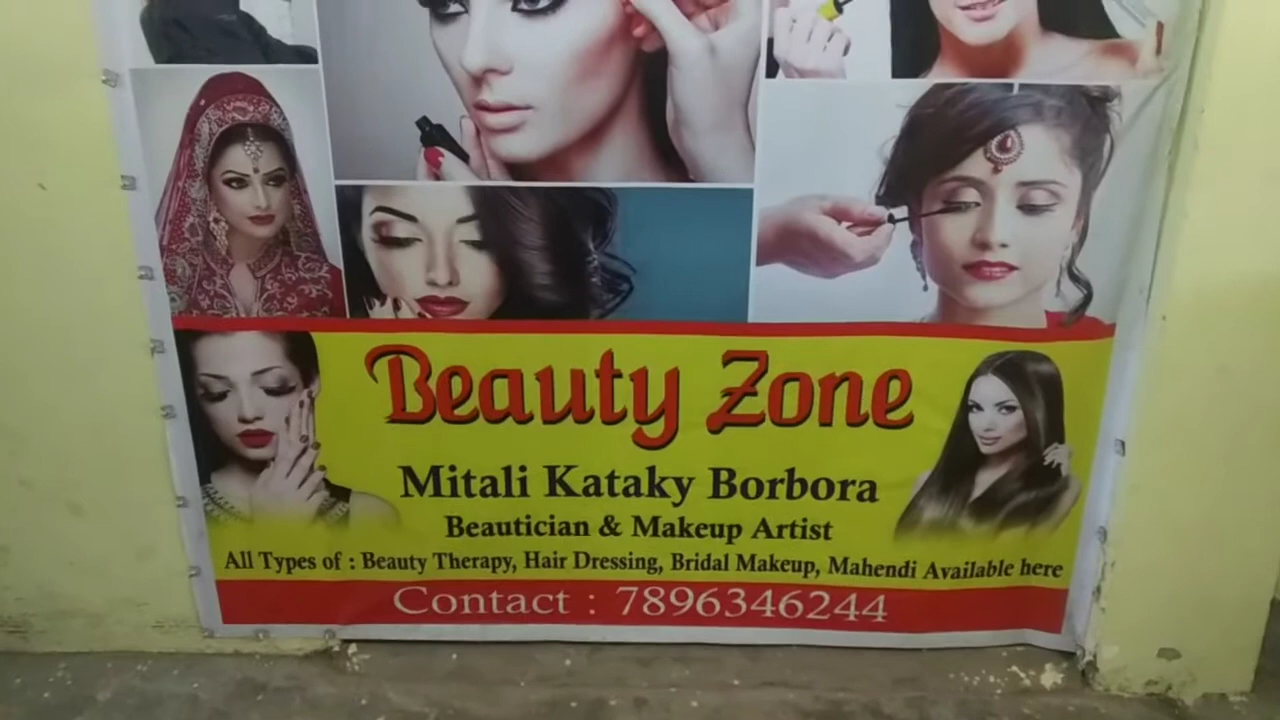 Beauty Zone
Mitali Kataky Borbora
Beautician & Makeup Artist
All Types of : Beauty Therapy, Hair Dressing, Bridal Makeup, Mahendi Available here
Contact : 7896346244